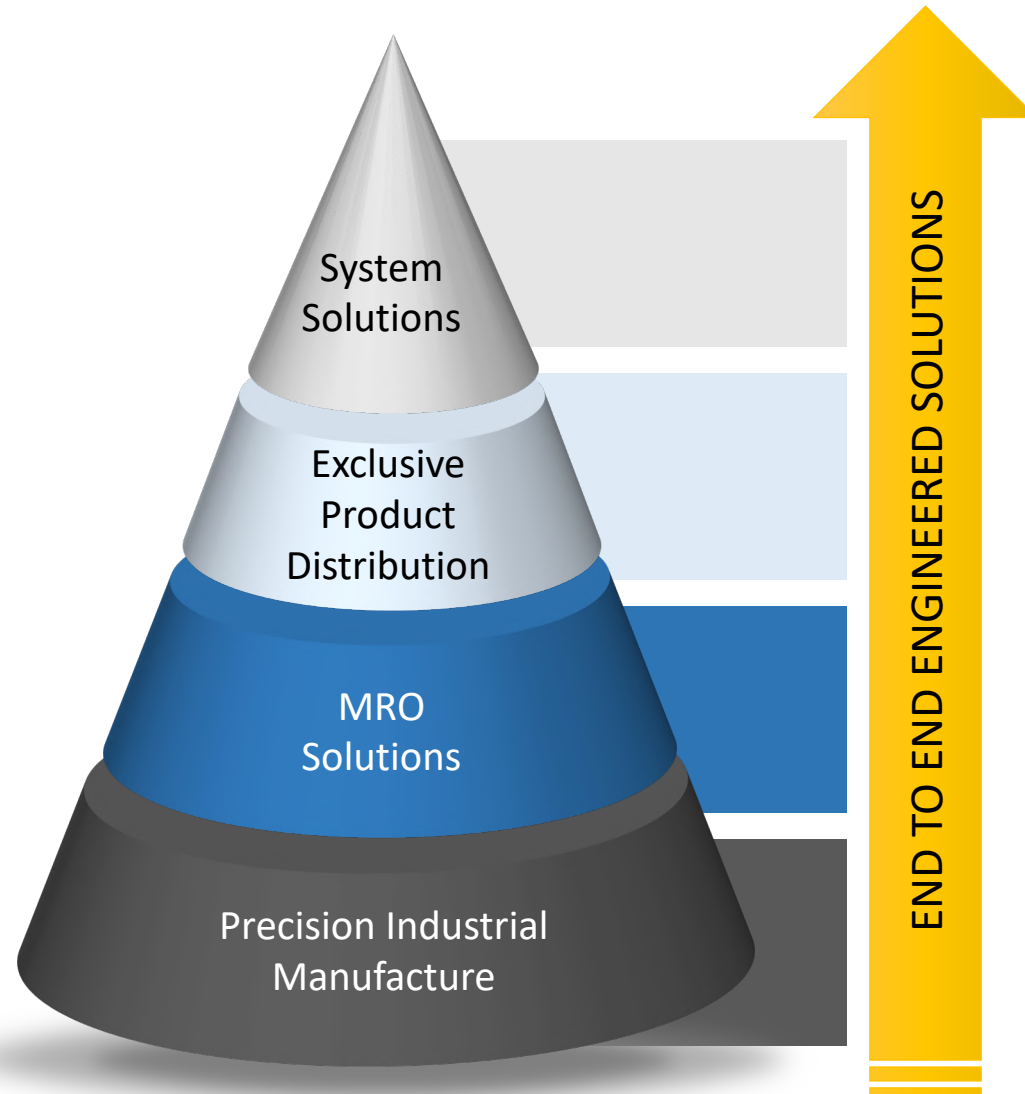 System
Solutions
Exclusive
Product
Distribution
MRO
Solutions
Precision Industrial
Manufacture
END TO END ENGINEERED SOLUTIONS